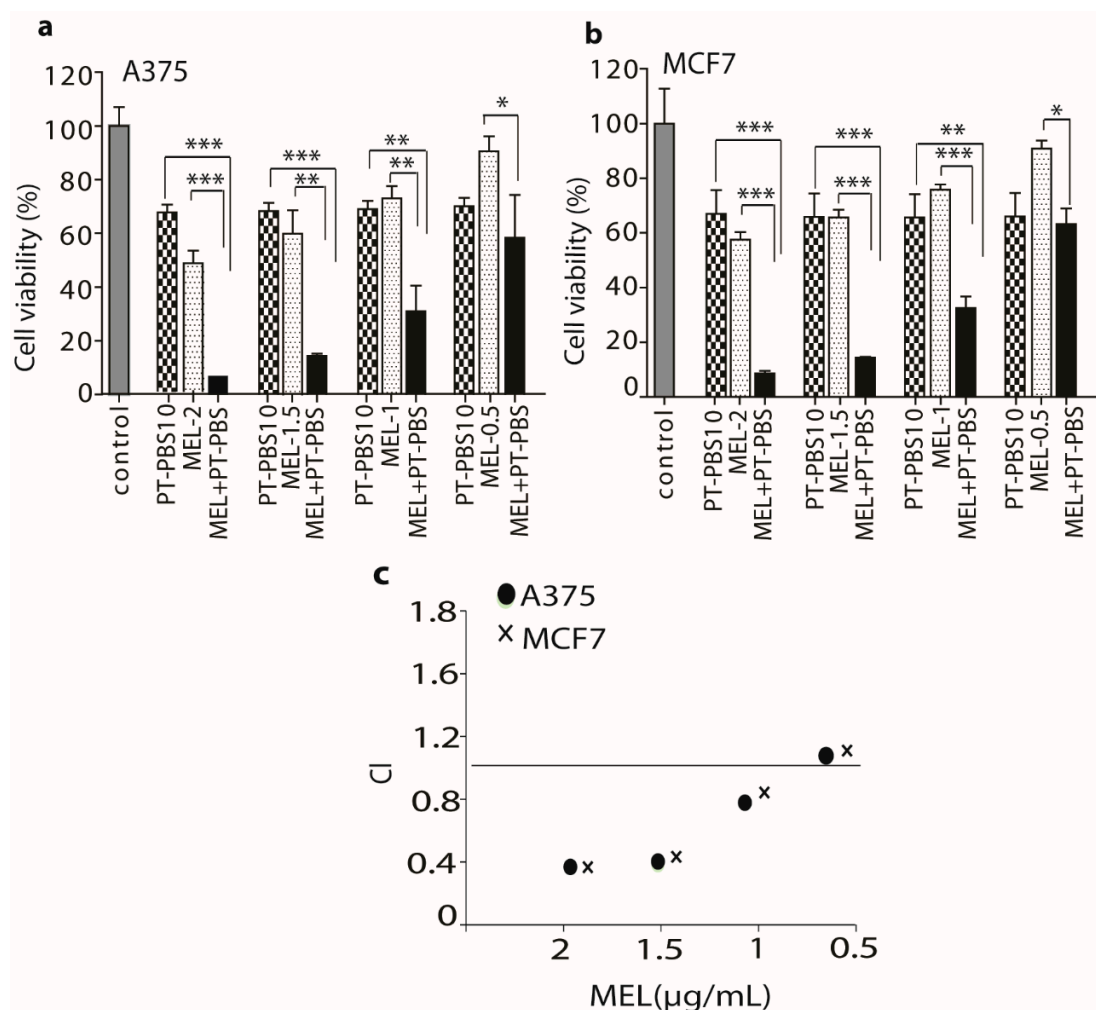 a
A375
120
100
80
60
40
20
0
Cell viability (%)
***
***
***
**
**
**
*
control
PT-PBS10
MEL-2
MEL+PT-PBS
PT-PBS10
MEL-1.5
MEL+PT-PBS
PT-PBS10
MEL-1
MEL+PT-PBS
PT-PBS10
MEL-0.5
MEL+PT-PBS
b
MCF7
120
100
80
60
40
20
0
Cell viability (%)
***
***
***
***
**
***
*
control
PT-PBS10
MEL-2
MEL+PT-PBS
PT-PBS10
MEL-1.5
MEL+PT-PBS
PT-PBS10
MEL-1
MEL+PT-PBS
PT-PBS10
MEL-0.5
MEL+PT-PBS
c
A375
× MCF7
1.8
1.6
1.2
0.8
0.4
0
CI
2 1.5 1 0.5
MEL(µg/mL)